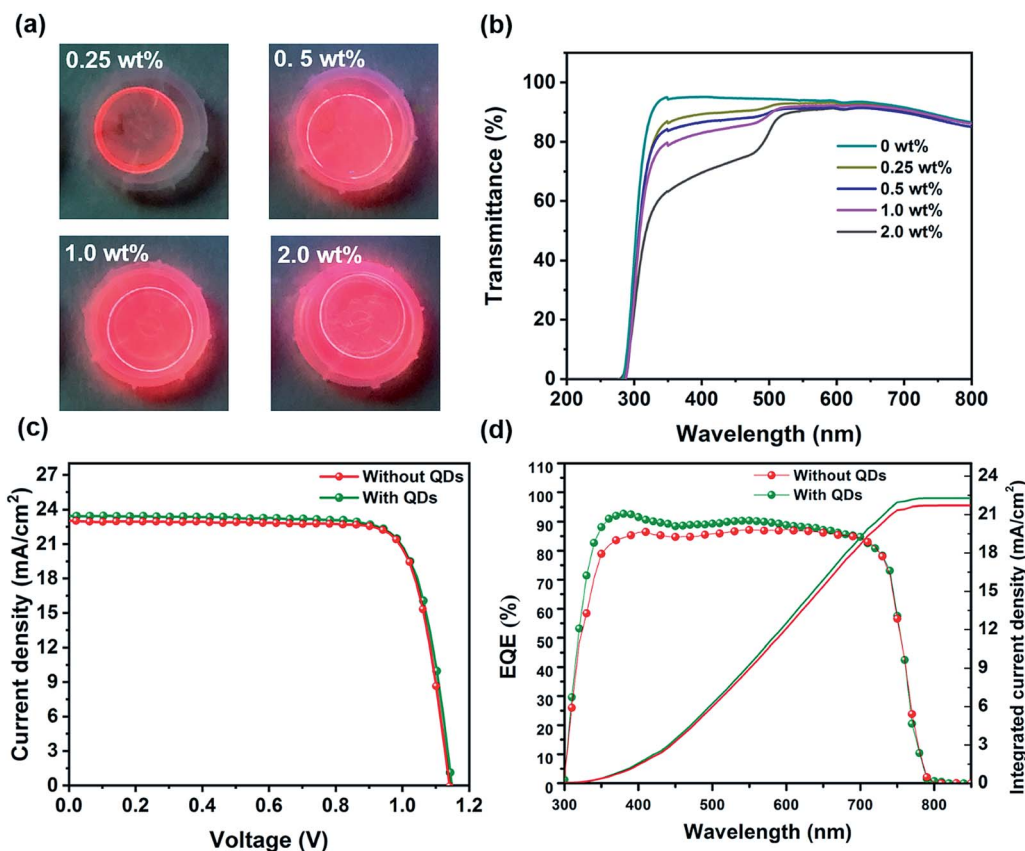 (a)
0.25 wt%
0. 5 wt%
1.0 wt%
2.0 wt%
(b)
Transmittance (%)
100
80
60
40
20
0
200 300 400 500 600 700 800
Wavelength (nm)
0 wt%
0.25 wt%
0.5 wt%
1.0 wt%
2.0 wt%
(c)
Current density (mA/cm2)
27
24
21
18
15
12
9
6
3
0
0.0 0.2 0.4 0.6 0.8 1.0 1.2
Voltage (V)
Without QDs
With QDs
(d)
EQE (%)
110
100
90
80
70
60
50
40
30
20
10
0
300 400 500 600 700 800
Wavelength (nm)
Without QDs
With QDs
24
21
18
15
12
9
6
3
0
Integrated current density (mA/cm2)